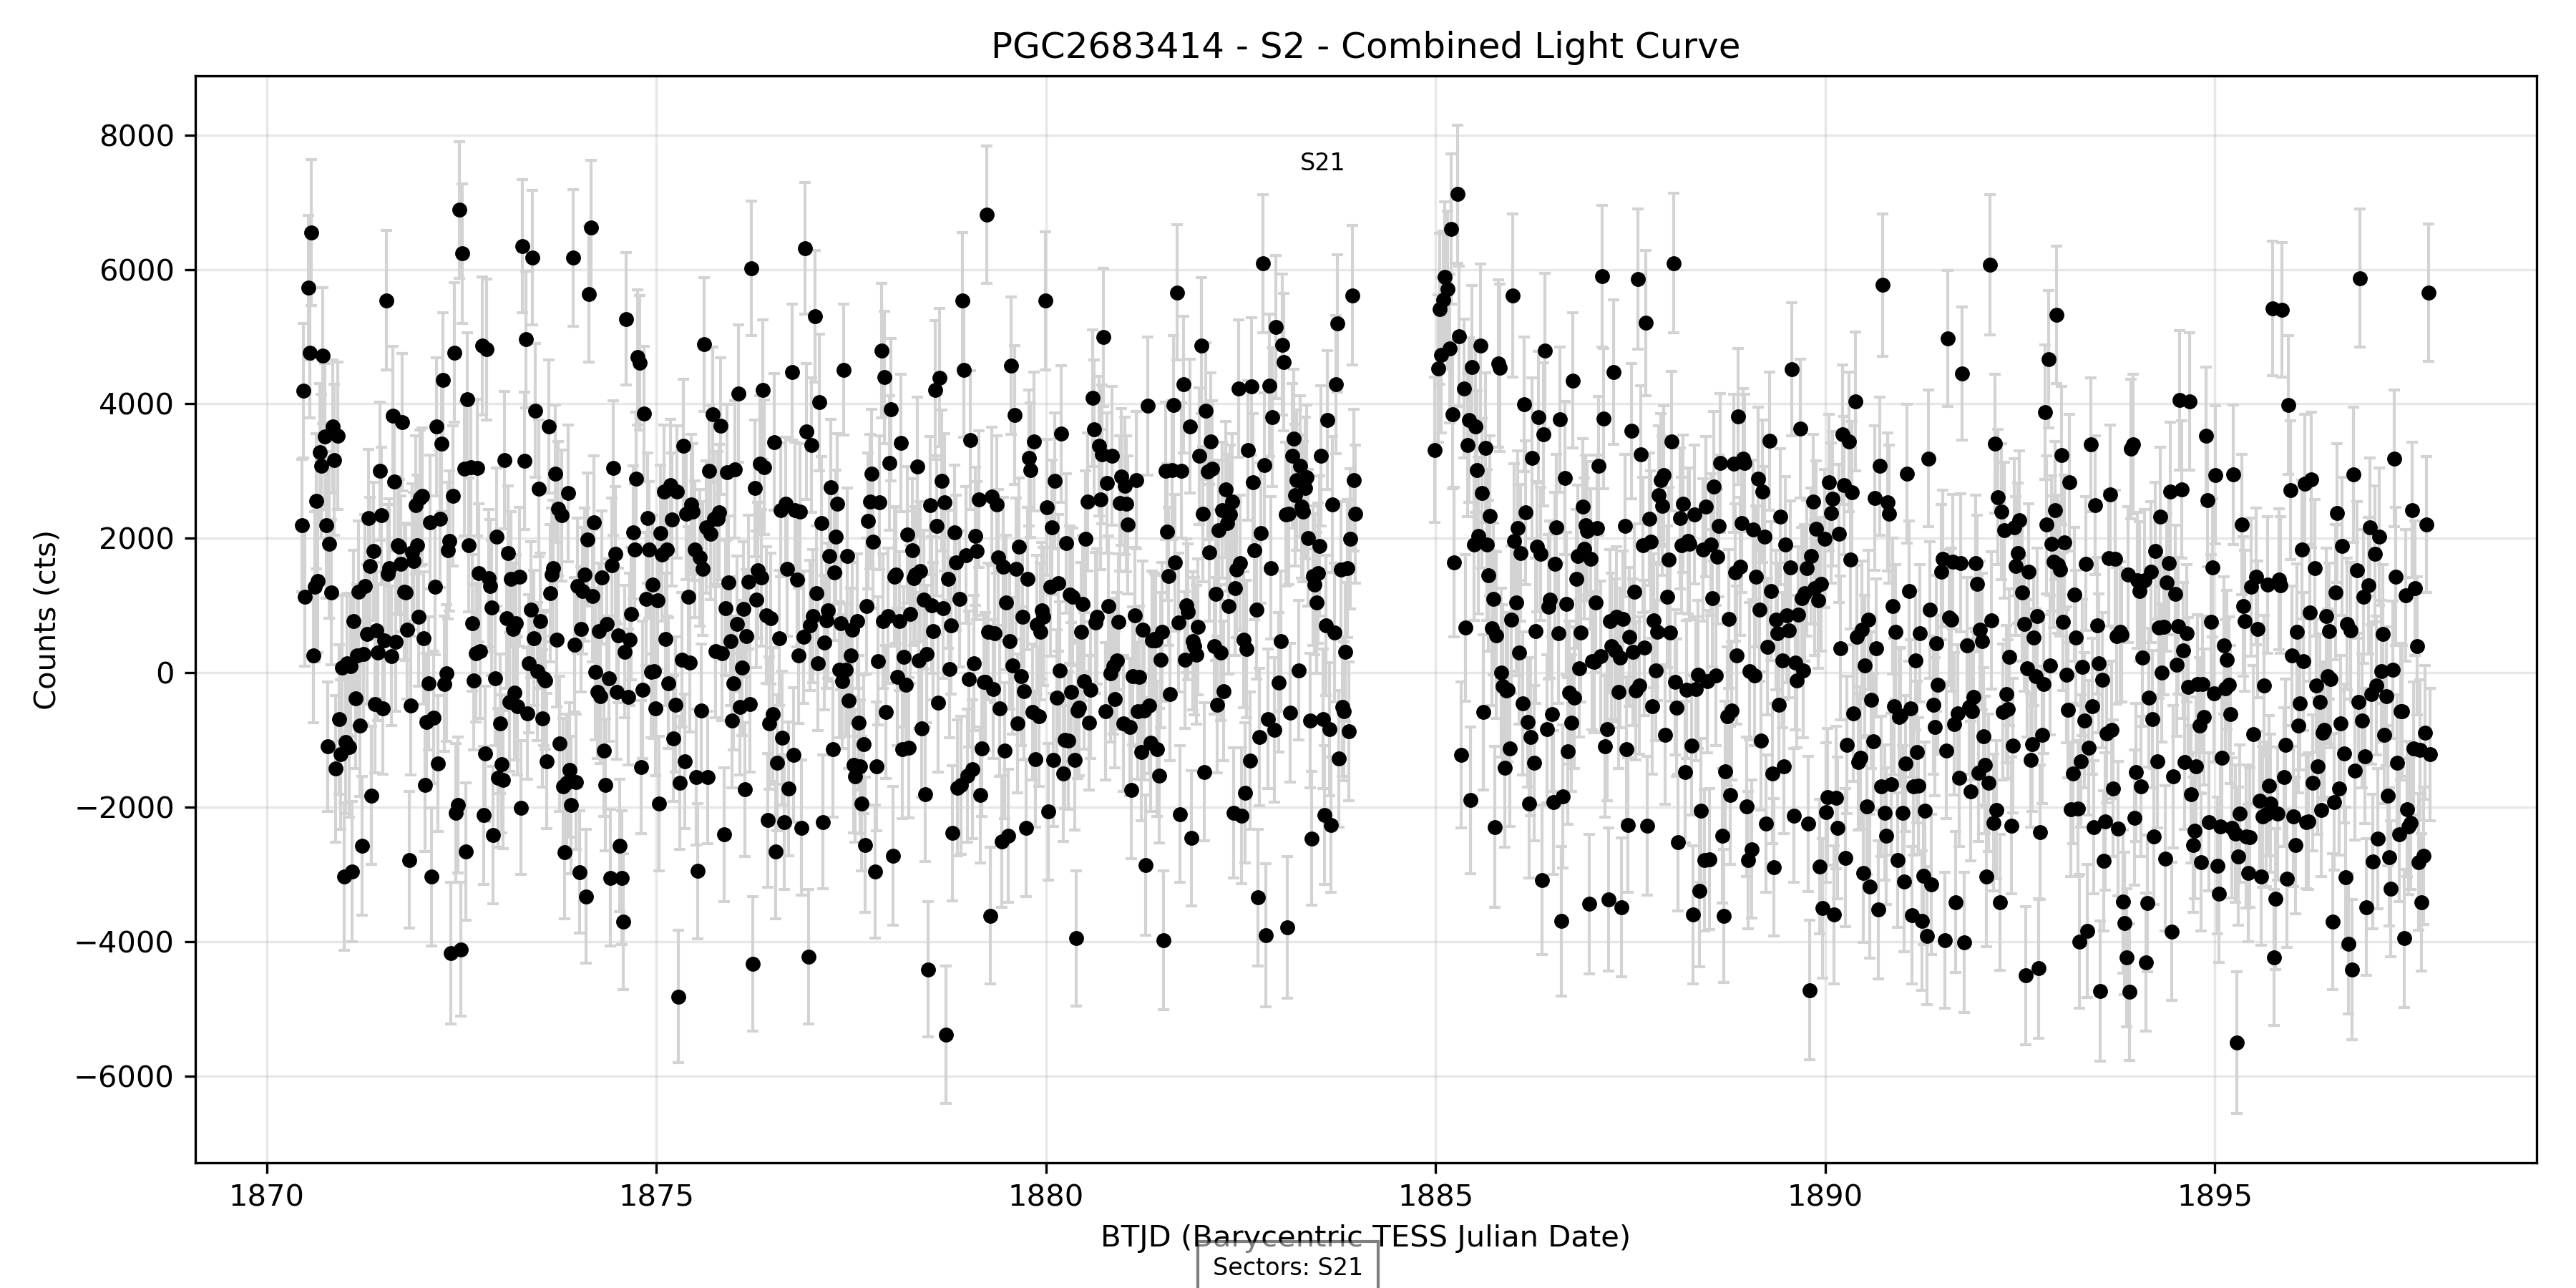 PGC2683414 - S2 - Combined Light Curve
8000
6000
4000
2000
0
−2000
−4000
−6000
Counts (cts)
S21
1870
1875
1880
1885
1890
1895
BTJD (Barycentric TESS Julian Date)
Sectors: S21